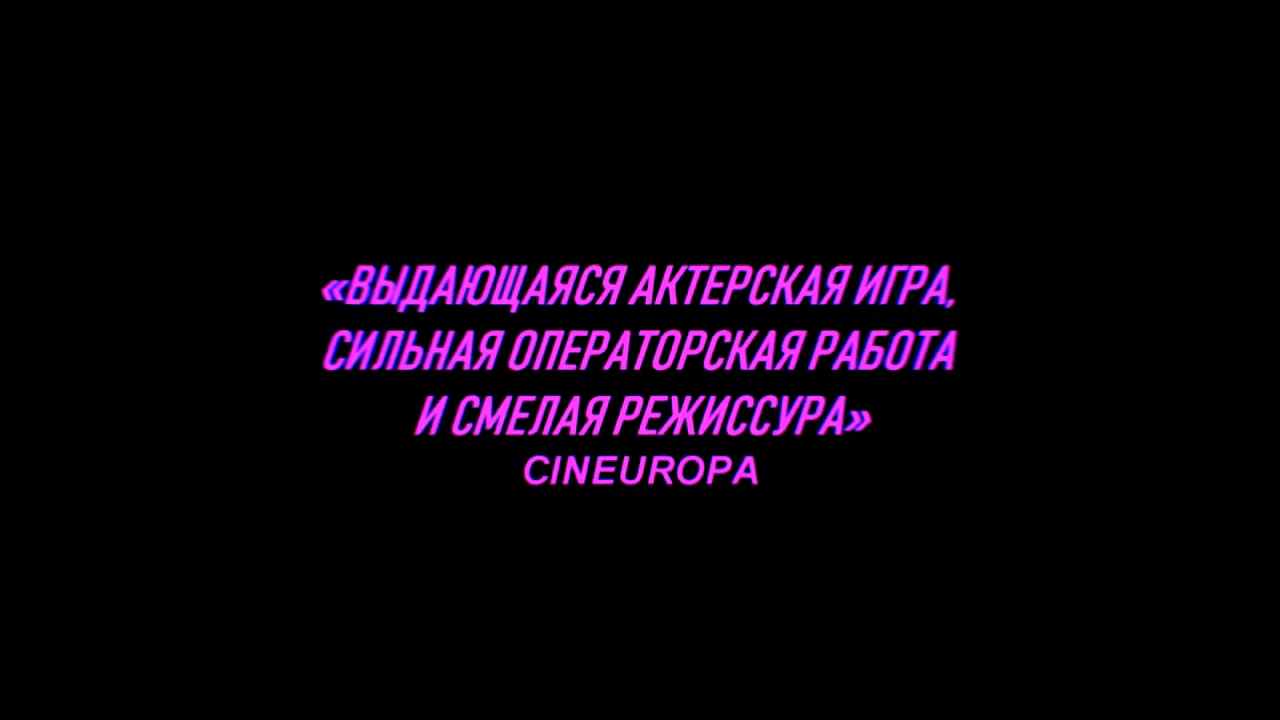 «ВЫДАЮЩАЯСЯ АКТЕРСКАЯ ИГРА,
СИЛЬНАЯ ОПЕРАТОРСКАЯ РАБОТА
И СМЕЛАЯ РЕЖИССУРА»
CINEUROPA